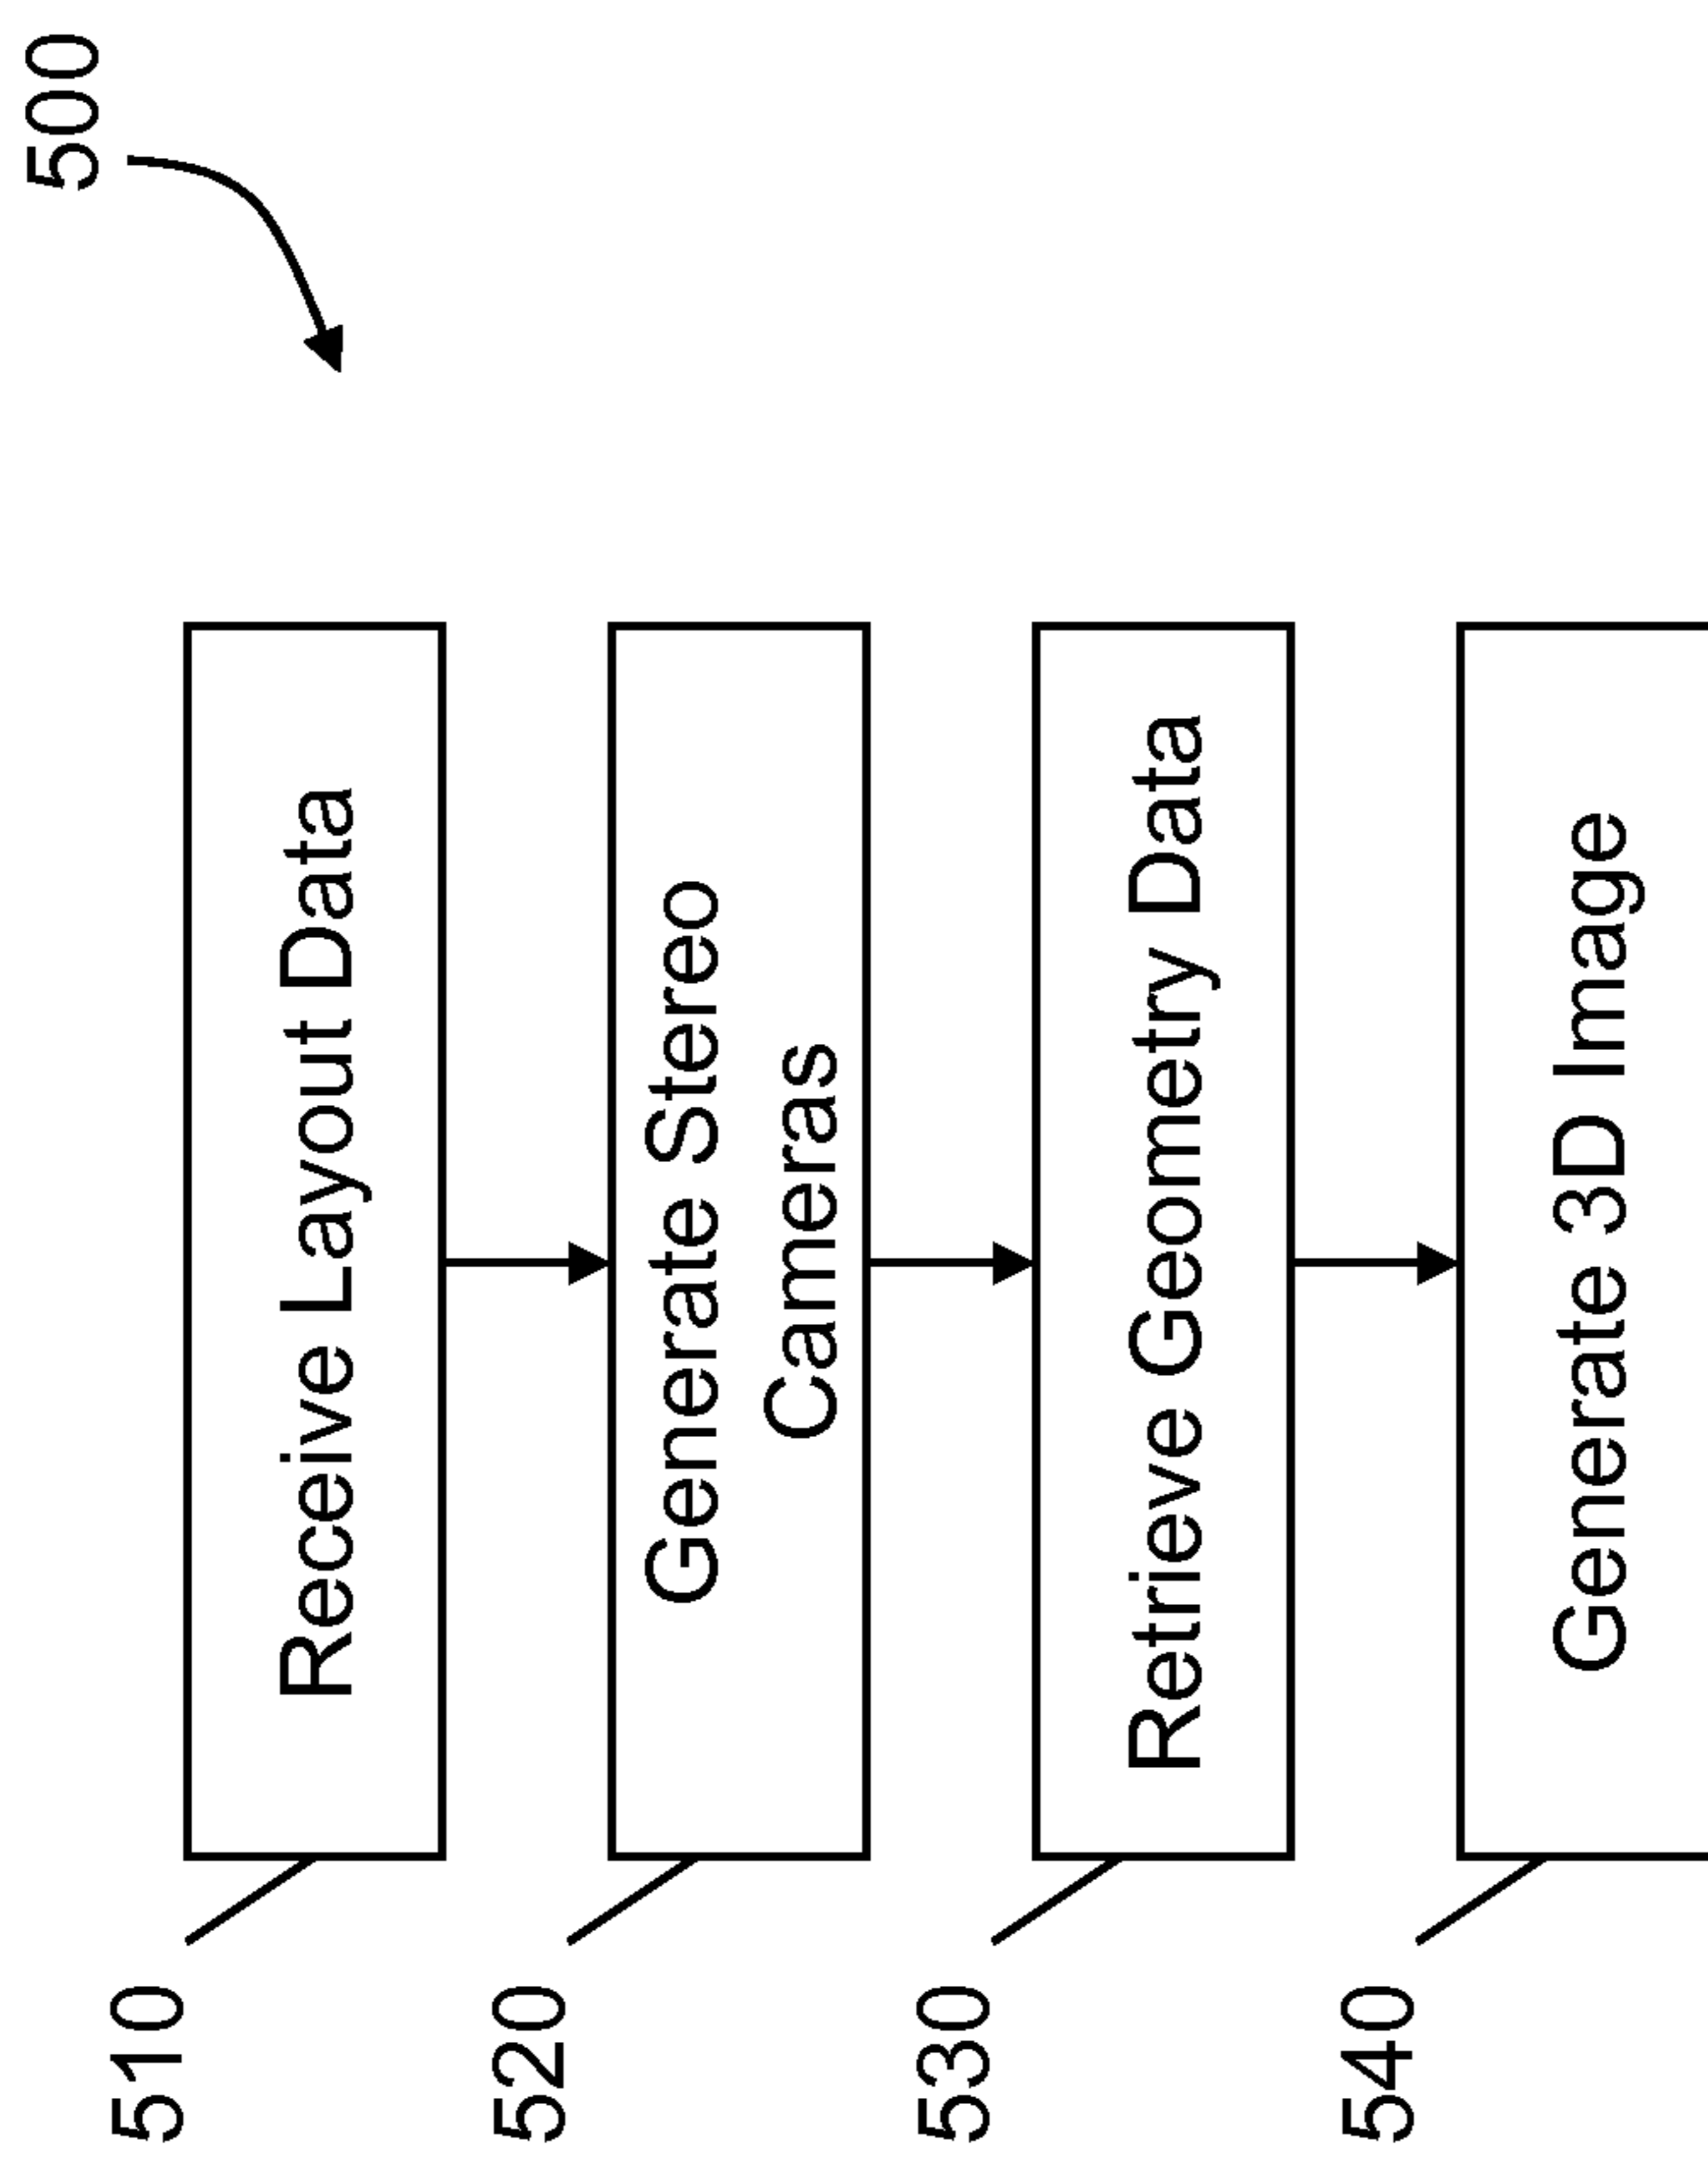 500
510
Receive Layout Data
520
Generate Stereo
Cameras
530
Retrieve Geometry Data
540
Generate 3D Image